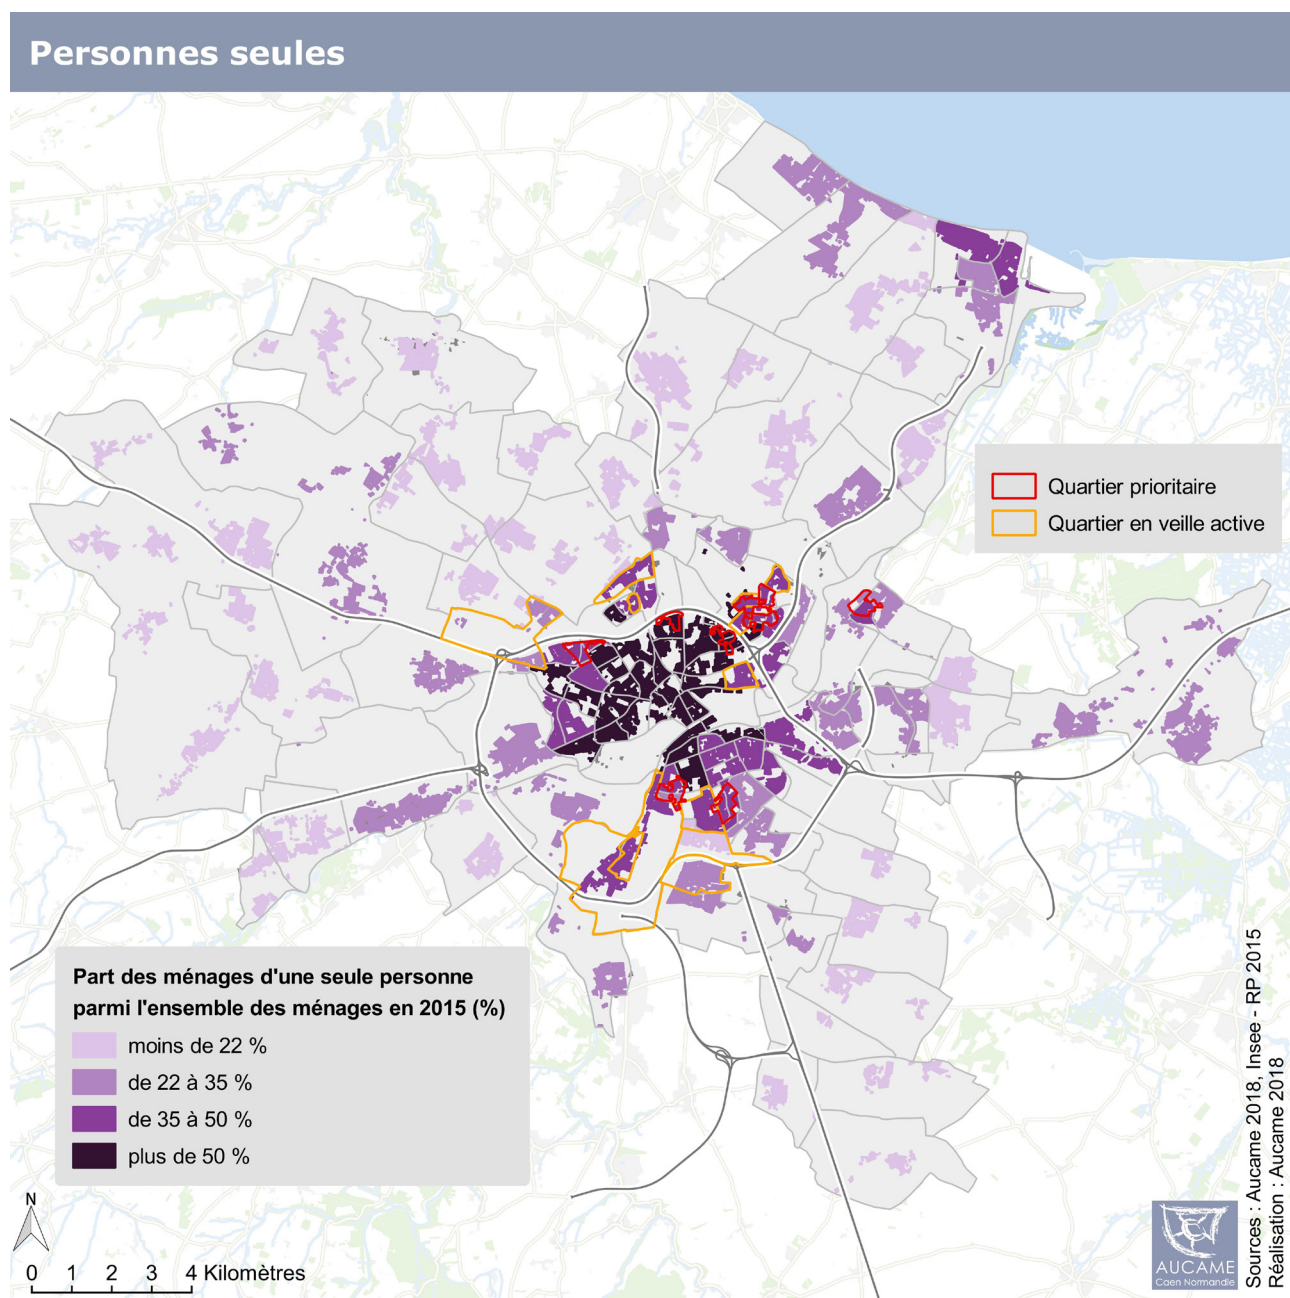 Personnes seules
Quartier prioritaire
Quartier en veille active
Part des ménages d'une seule personne
parmi l'ensemble des ménages en 2015 (%)
moins de 22 %
de 22 à 35 %
de 35 à 50 %
plus de 50 %
N
0 1 2 3 4 Kilomètres
AUCAME
Caen Normandie
Sources : Aucame 2018, Insee - RP 2015
Réalisation : Aucame 2018